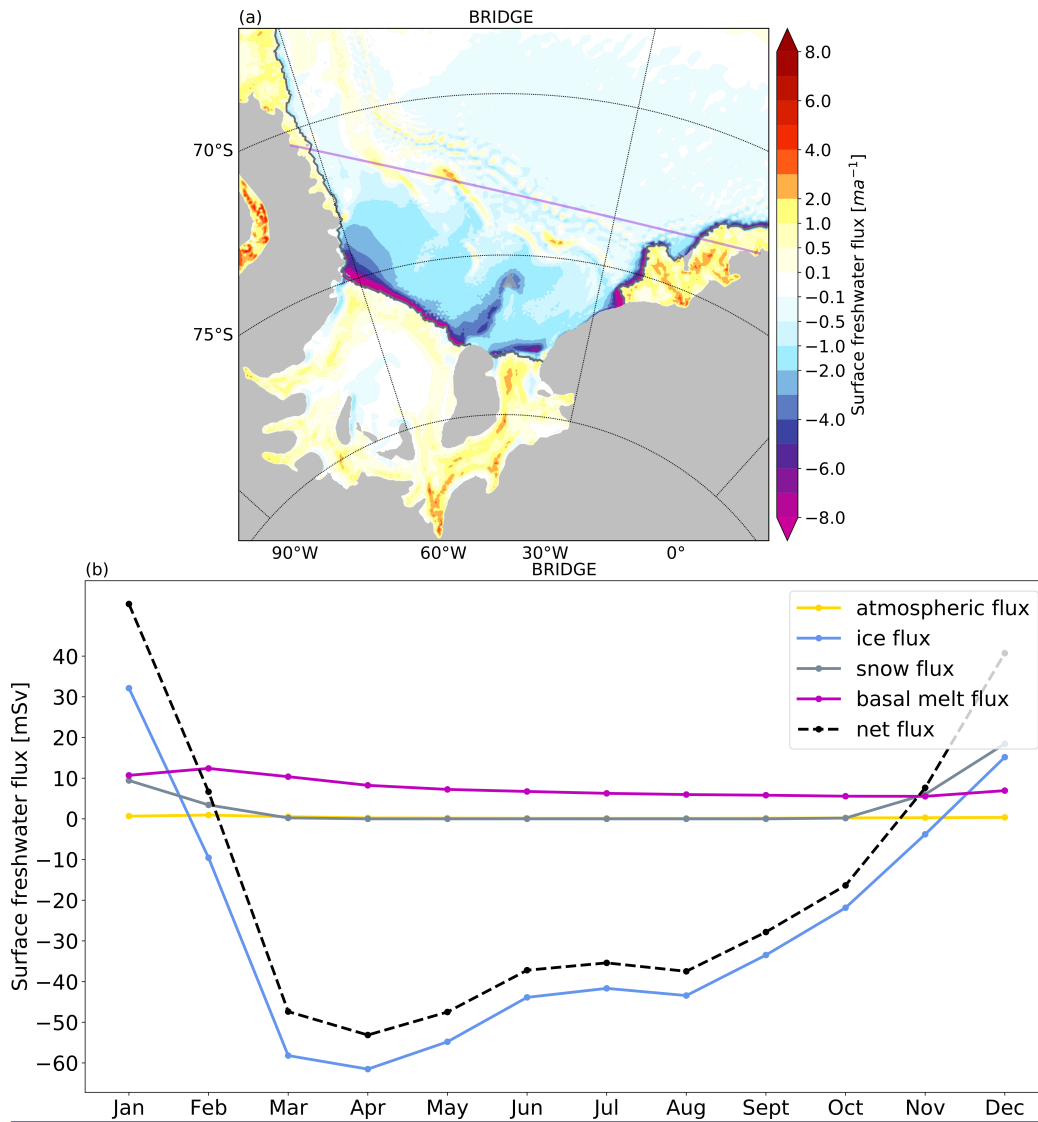 (a)
BRIDGE
70°S
75°S
90°W
60°W
30°W
0°
8.0
6.0
4.0
2.0
1.0
0.5
0.1
−0.1
−0.5
−1.0
−2.0
−4.0
−6.0
−8.0
Surface freshwater flux [ma⁻¹]
(b)
BRIDGE
Surface freshwater flux [mSv]
40
30
20
10
0
−10
−20
−30
−40
−50
−60
atmospheric flux
ice flux
snow flux
basal melt flux
net flux
Jan Feb Mar Apr May Jun Jul Aug Sept Oct Nov Dec